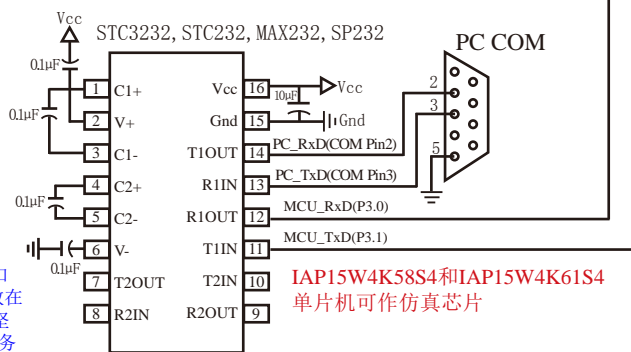 Vcc
STC3232, STC232, MAX232, SP232
PC COM
0.1μF
0.1μF
1 C1+
2 V+
3 C1-
4 C2+
5 C2-
6 V-
7 T2OUT
8 R2IN
0.1μF
0.1μF
Vcc 16
Gnd 15
T1OUT 14
R1IN 13
R1OUT 12
T1IN 11
T2IN 10
R2OUT 9
Vcc
10μF
Gnd
PC_RxD(COM Pin2)
PC_TxD(COM Pin3)
MCU_RxD(P3.0)
MCU_TxD(P3.1)
2
3
5
IAP15W4K58S4和IAP15W4K61S4
单片机可作仿真芯片
在
务